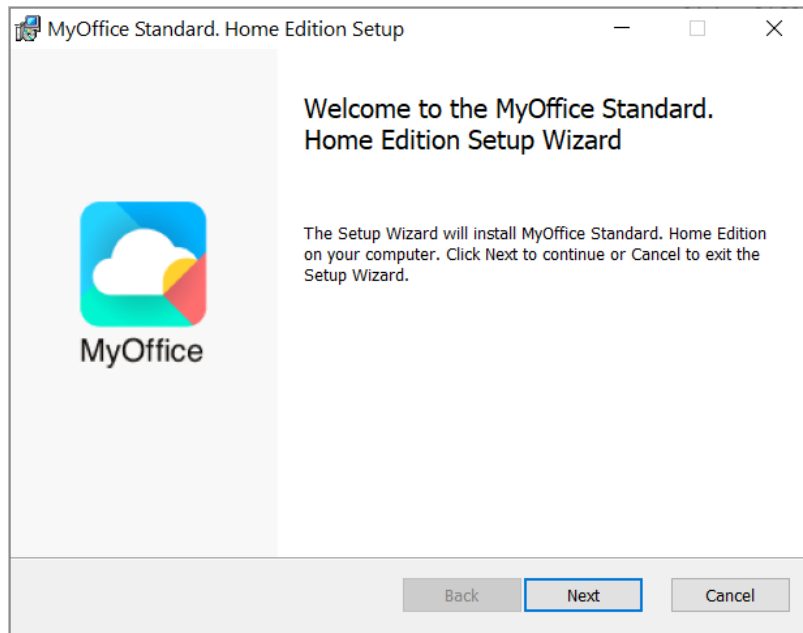 MyOffice Standard. Home Edition Setup
Welcome to the MyOffice Standard.
Home Edition Setup Wizard
The Setup Wizard will install MyOffice Standard. Home Edition
on your computer. Click Next to continue or Cancel to exit the
Setup Wizard.
MyOffice
Back
Next
Cancel